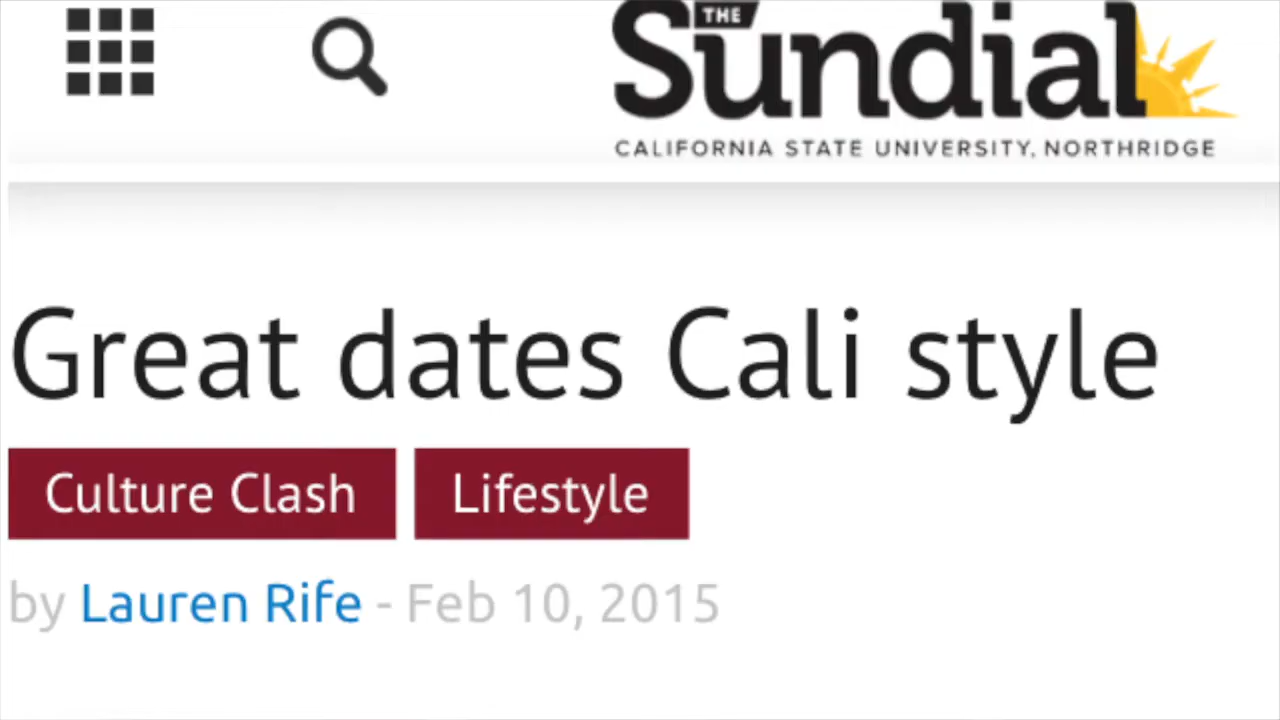 THE
Sundial
CALIFORNIA STATE UNIVERSITY, NORTHRIDGE
Great dates Cali style
Culture Clash Lifestyle
by Lauren Rife - Feb 10, 2015